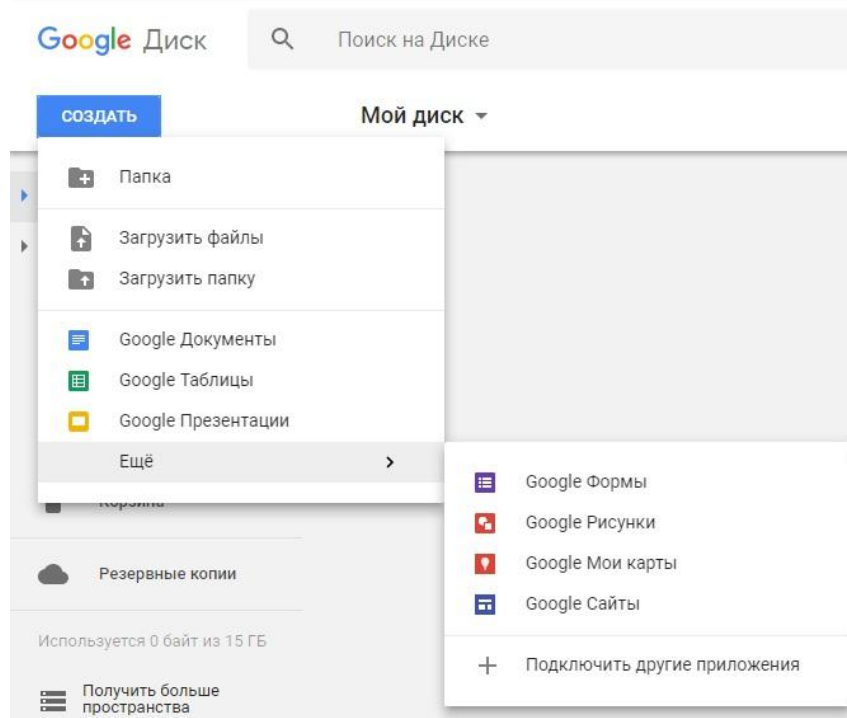 Google Диск
Поиск на Диске
СОЗДАТЬ
Мой диск
Папка
Загрузить файлы
Загрузить папку
Google Документы
Google Таблицы
Google Презентации
Ещё
Google Формы
Google Рисунки
Google Мои карты
Google Сайты
Подключить другие приложения
Корзина
Резервные копии
Используется 0 байт из 15 ГБ
Получить больше
пространства